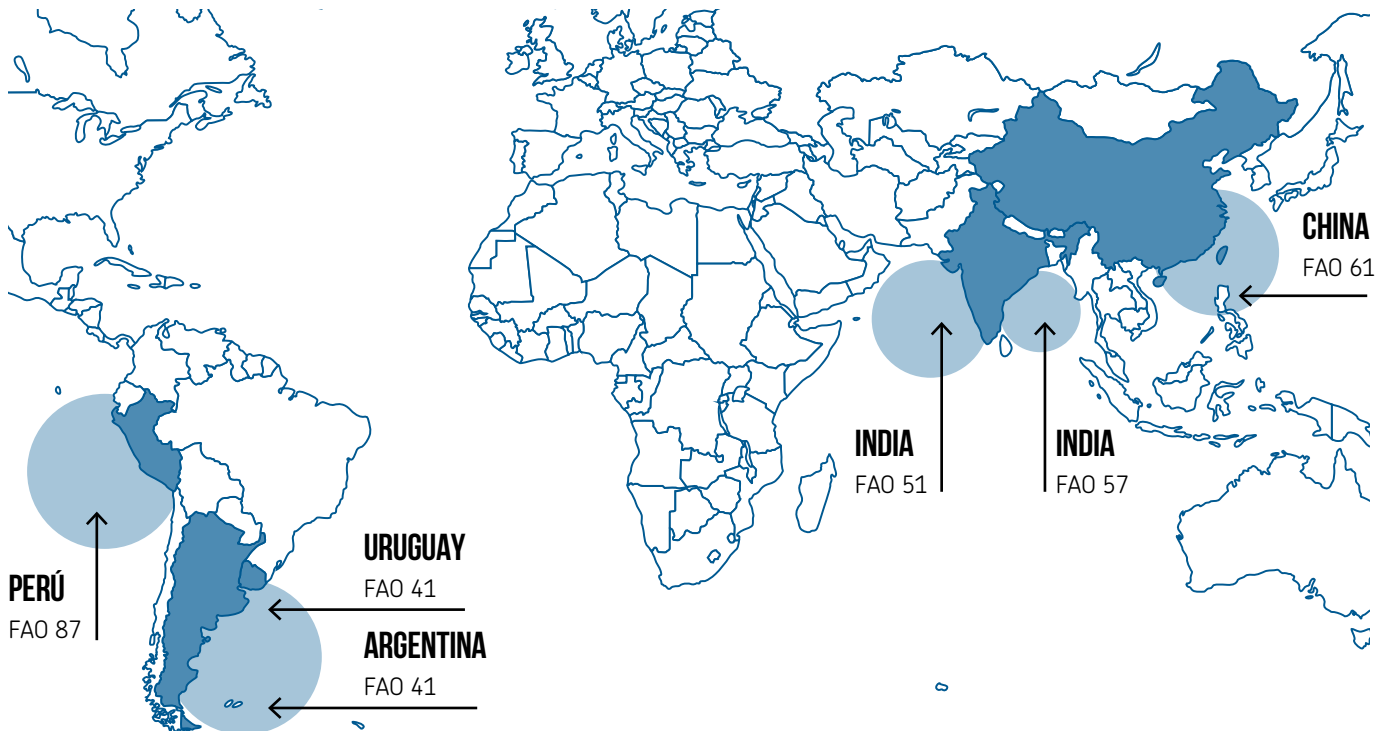 CHINA
FAO 61
INDIA
FAO 51
INDIA
FAO 57
URUGUAY
FAO 41
PERÚ
FAO 87
ARGENTINA
FAO 41